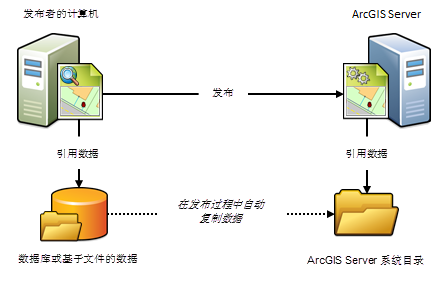 发布者的计算机
ArcGIS Server
发布
引用数据
引用数据
在发布过程中自动
复制数据
数据库或基于文件的数据
ArcGIS Server 系统目录